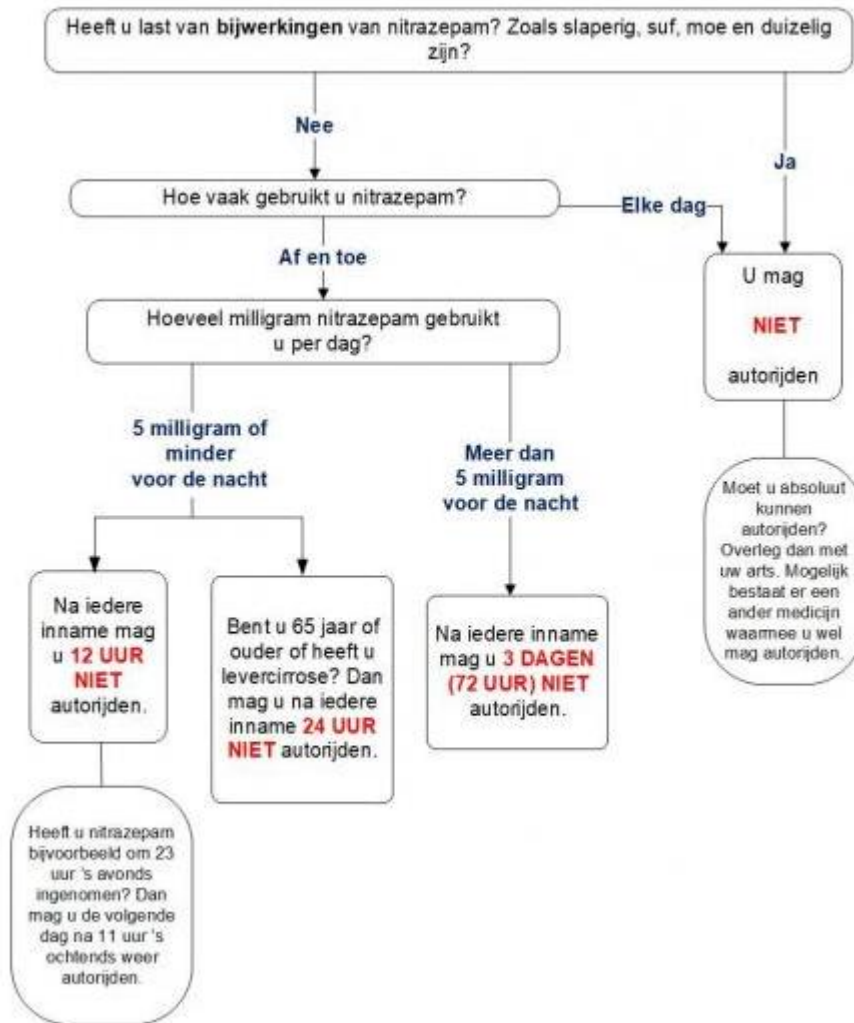 Heeft u last van bijwerkingen van nitrazepam? Zoals slaperig, suf, moe en duizelig
zijn?
Nee
Ja
Hoe vaak gebruikt u nitrazepam?
Elke dag
Af en toe
U mag
NIET
autorijden
Hoeveel milligram nitrazepam gebruikt
u per dag?
5 milligram of
minder
voor de nacht
Meer dan
5 milligram
voor de nacht
Moet u absoluut
kunnen
autorijden?
Overleg dan met
uw arts. Mogelijk
bestaat er een
ander medicijn
waarmee u wel
mag autorijden.
Na iedere
inname mag
u 12 UUR
NIET
autorijden.
Bent u 65 jaar of
ouder of heeft u
levercirrose? Dan
mag u na iedere
inname 24 UUR
NIET autorijden.
Na iedere inname
mag u 3 DAGEN
(72 UUR) NIET
autorijden.
Heeft u nitrazepam
bijvoorbeeld om 23
uur 's avonds
ingenomen? Dan
mag u de volgende
dag na 11 uur 's
ochtends weer
autorijden.